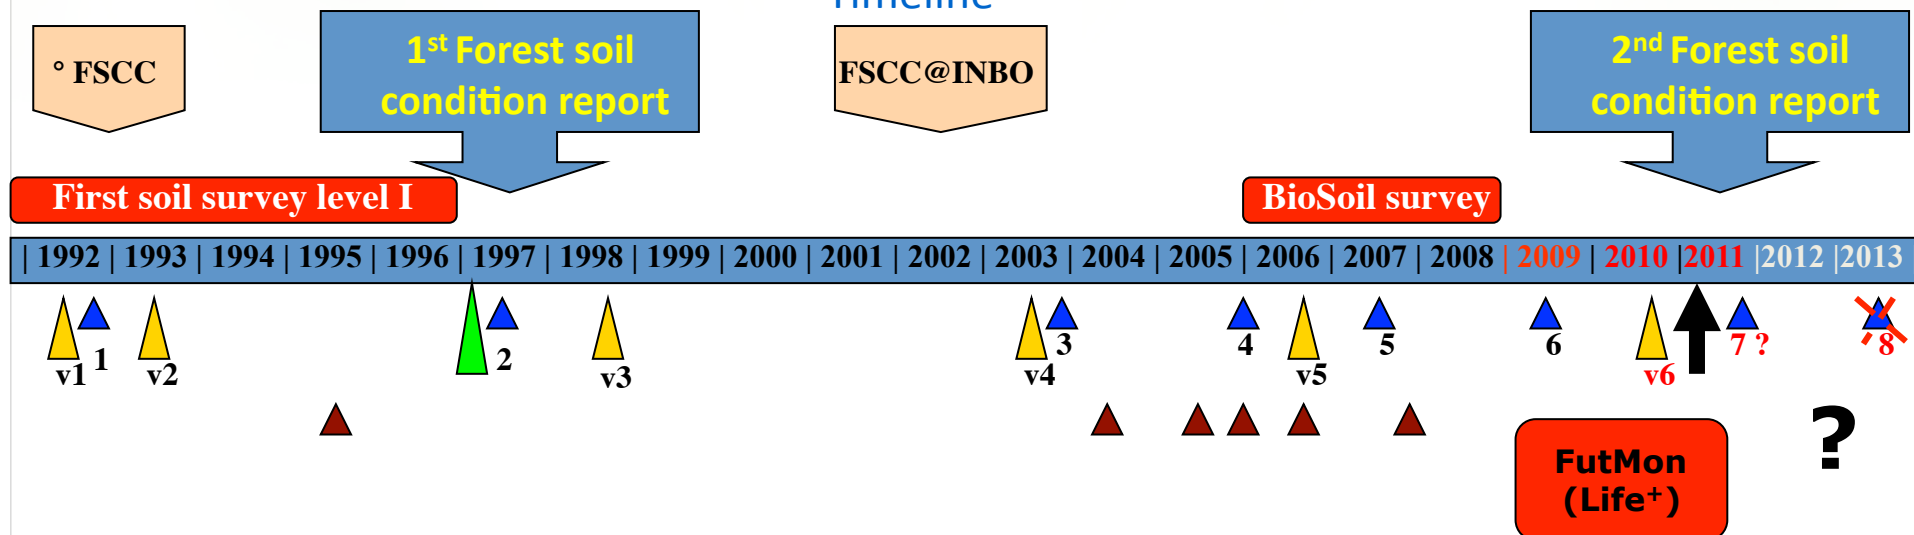 Timeline
° FSCC
1st Forest soil
condition report
FSCC@INBO
2nd Forest soil
condition report
First soil survey level I
BioSoil survey
| 1992 | 1993 | 1994 | 1995 | 1996 | 1997 | 1998 | 1999 | 2000 | 2001 | 2002 | 2003 | 2004 | 2005 | 2006 | 2007 | 2008 | 2009 | 2010 |2011 |2012 |2013
v1 1 v2 2 v3 v4 3 4 v5 5 6 v6 7 ? 8
?
FutMon
(Life+)